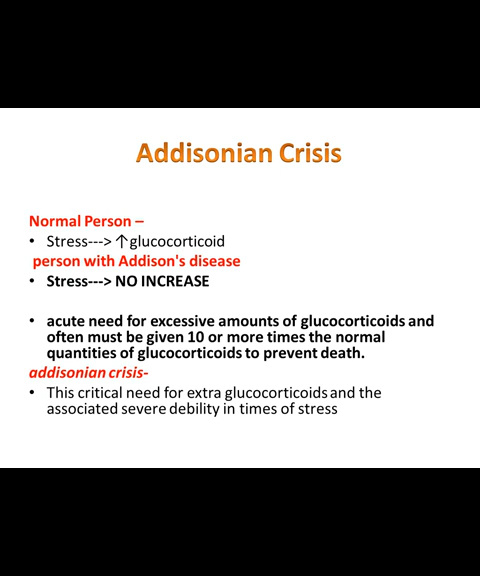 Addisonian Crisis
Normal Person –
• Stress---> ↑glucocorticoid
person with Addison's disease
• Stress---> NO INCREASE
• acute need for excessive amounts of glucocorticoids and
often must be given 10 or more times the normal
quantities of glucocorticoids to prevent death.
addisonian crisis-
• This critical need for extra glucocorticoids and the
associated severe debility in times of stress